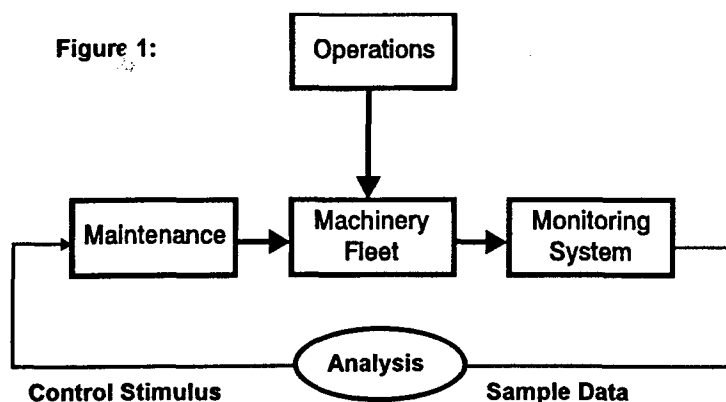 Figure 1:
Operations
Maintenance
Machinery
Fleet
Monitoring
System
Analysis
Control Stimulus
Sample Data